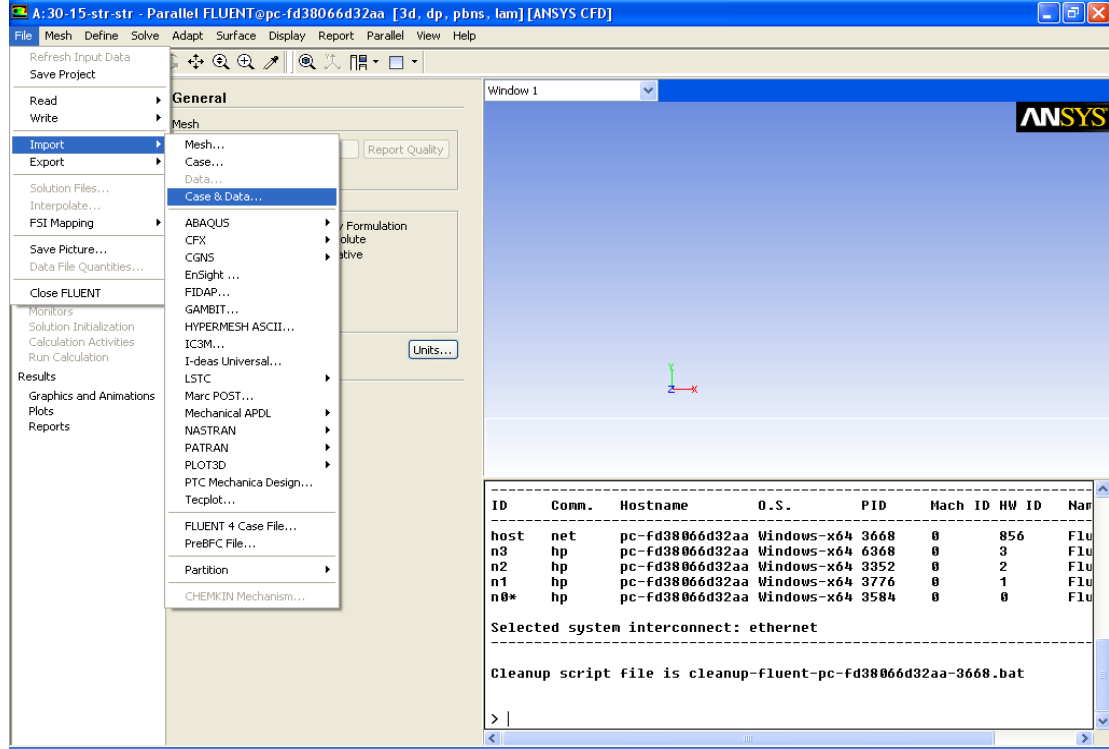 A:30-15-str-str - Parallel FLUENT@pc-fd38066d32aa [3d, dp, pbns, lam] [ANSYS CFD]
File Mesh Define Solve Adapt Surface Display Report Parallel View Help
Refresh Input Data
Save Project
Read
Write
Import
Export
Solution Files...
Interpolate...
FSI Mapping
Save Picture...
Data File Quantities...
Close FLUENT
Monitors
Solution Initialization
Calculation Activities
Run Calculation
Results
Graphics and Animations
Plots
Reports
General
Mesh
Mesh...
Case...
Data...
Case & Data...
ABAQUS
CFX
CGNS
EnSight ...
FIDAP...
GAMBIT...
HYPERMESH ASCII...
IC3M...
I-deas Universal...
LSTC
Marc POST...
Mechanical APDL
NASTRAN
PATRAN
PLOT3D
PTC Mechanica Design...
Tecplot...
FLUENT 4 Case File...
PreBFC File...
Partition
CHEMKIN Mechanism...
Report Quality
Formulation
olute
ative
Units...
Window 1
ANSYS
Y
Z X
ID Comm. Hostname O.S. PID Mach ID HW ID Nam
host net pc-fd38066d32aa Windows-x64 3668 0 856 Flu
n3 hp pc-fd38066d32aa Windows-x64 6368 0 3 Flu
n2 hp pc-fd38066d32aa Windows-x64 3352 0 2 Flu
n1 hp pc-fd38066d32aa Windows-x64 3776 0 1 Flu
n0* hp pc-fd38066d32aa Windows-x64 3584 0 0 Flu
Selected system interconnect: ethernet
Cleanup script file is cleanup-fluent-pc-fd38066d32aa-3668.bat
>